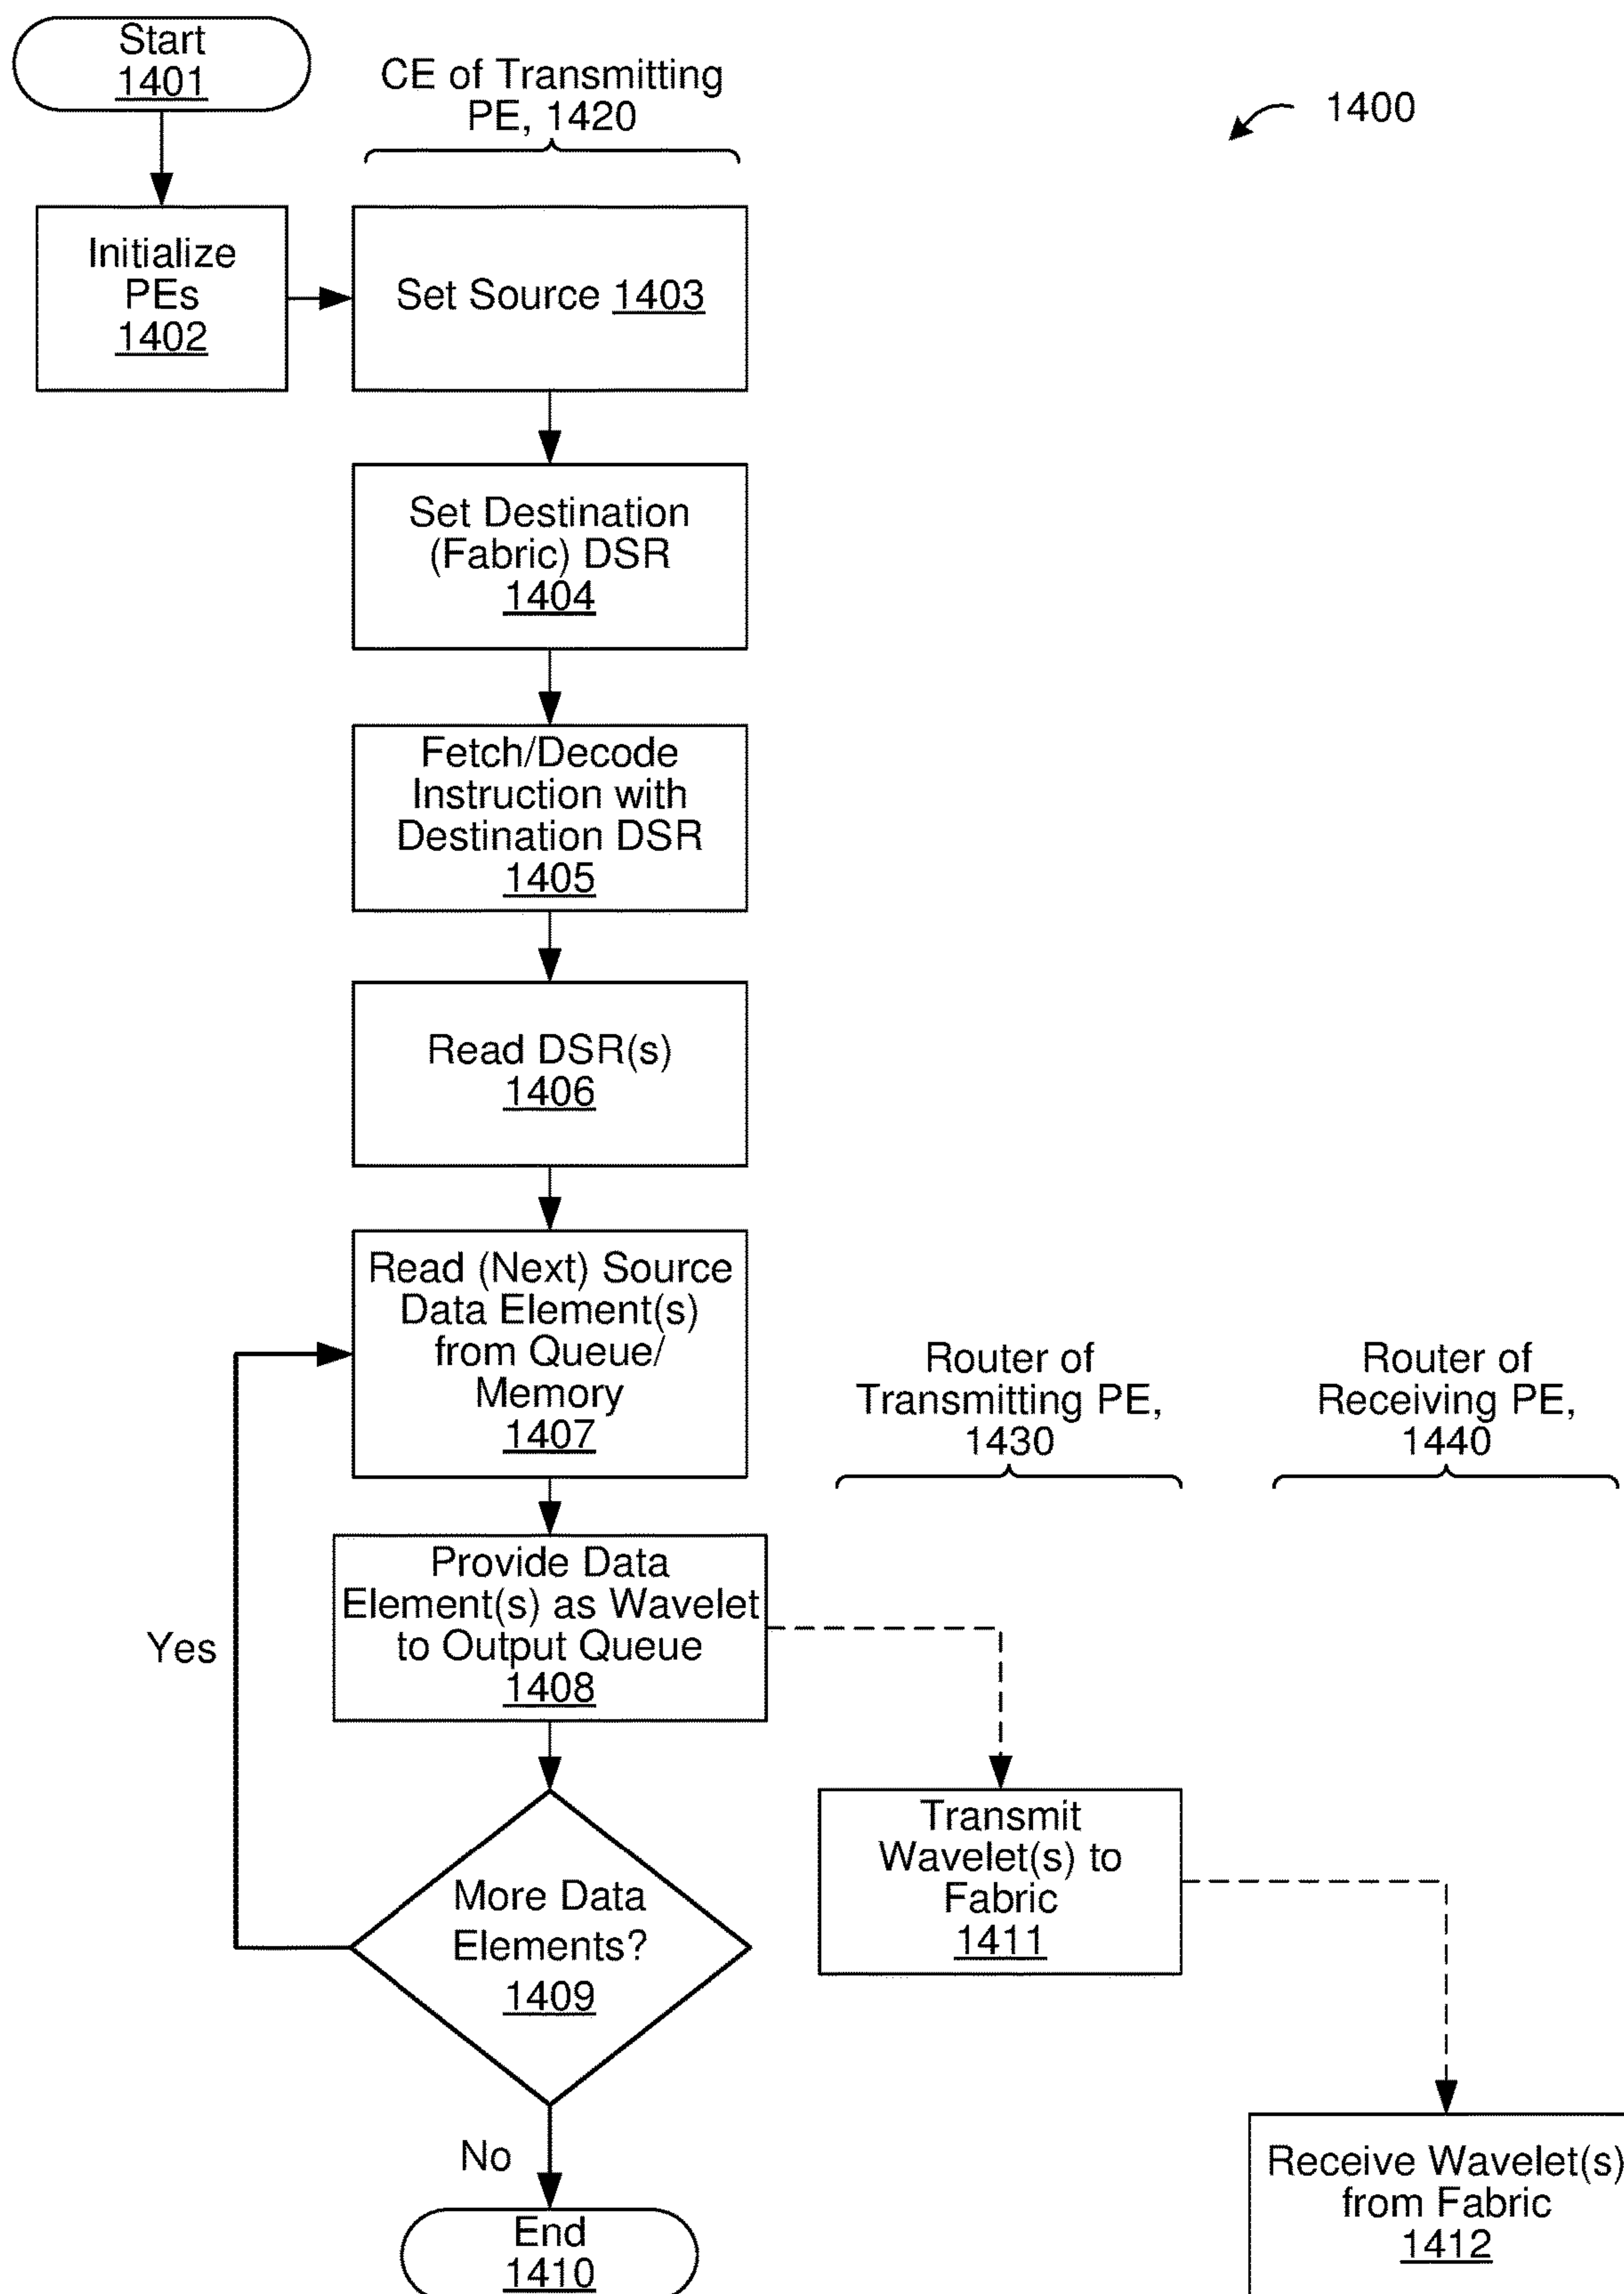 Start
1401
CE of Transmitting
PE, 1420
1400
Initialize
PEs
1402
Set Source 1403
Set Destination
(Fabric) DSR
1404
Fetch/Decode
Instruction with
Destination DSR
1405
Read DSR(s)
1406
Read (Next) Source
Data Element(s)
from Queue/
Memory
1407
Router of
Transmitting PE,
1430
Router of
Receiving PE,
1440
Provide Data
Element(s) as Wavelet
to Output Queue
1408
Yes
Transmit
Wavelet(s) to
Fabric
1411
More Data
Elements?
1409
No
Receive Wavelet(s)
from Fabric
1412
End
1410